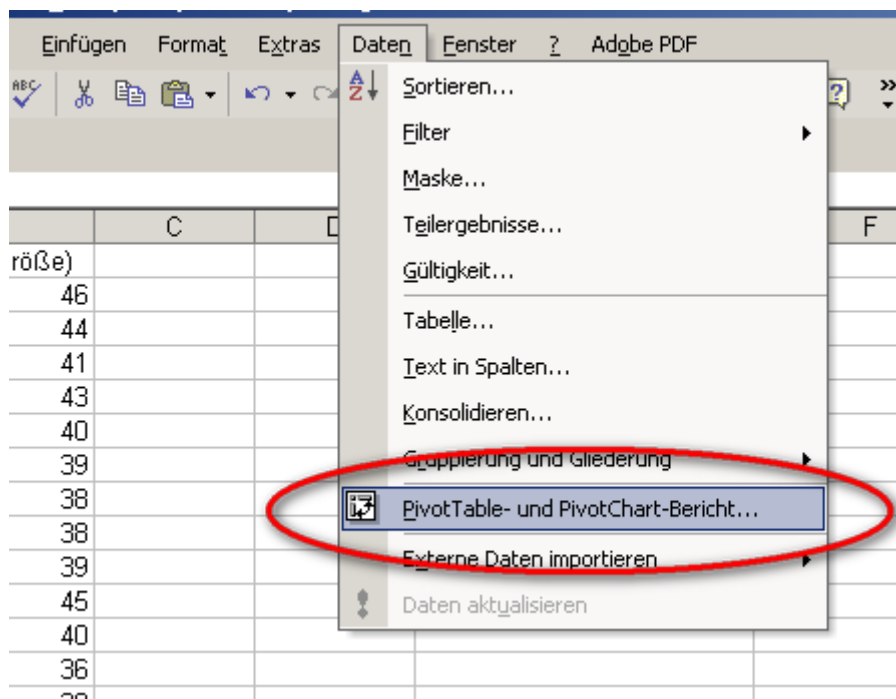 Einfügen Format Extras Daten Fenster ? Adobe PDF
ABC
A
Z
Sortieren...
Filter
Maske...
Teilergebnisse...
Gültigkeit...
Tabelle...
Text in Spalten...
Konsolidieren...
Gruppierung und Gliederung
PivotTable- und PivotChart-Bericht...
Externe Daten importieren
Daten aktualisieren
C F
röße)
46
44
41
43
40
39
38
38
39
45
40
36